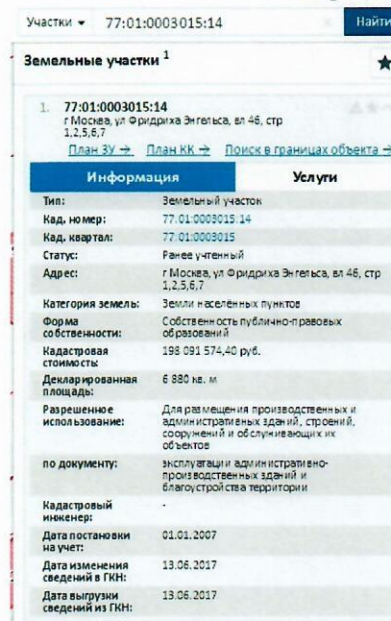 Участки ▾ 77:01:0003015:14 × Найти
Земельные участки 1
1. 77:01:0003015:14
г Москва, ул Фридриха Энгельса, вл 46, стр
1,2,5,6,7
План ЗУ → План КК → Поиск в границах объекта →
Информация Услуги
Тип: Земельный участок
Кад. номер: 77:01:0003015:14
Кад. квартал: 77:01:0003015
Статус: Ранее учтенный
Адрес: г Москва, ул Фридриха Энгельса, вл 46, стр
1,2,5,6,7
Категория земель: Земли населённых пунктов
Форма Собственность публично-правовых
собственности: образований
Кадастровая 198 091 574,40 руб.
стоимость:
Декларированная 6 880 кв. м
площадь:
Разрешенное Для размещения производственных и
использование: административных зданий, строений,
сооружений и обслуживающих их
объектов
по документу: эксплуатации административно-
производственных зданий и
благоустройства территории
Кадастровый -
инженер:
Дата постановки 01.01.2007
на учет:
Дата изменения 13.06.2017
сведений в ГКН:
Дата выгрузки 13.06.2017
сведений из ГКН: